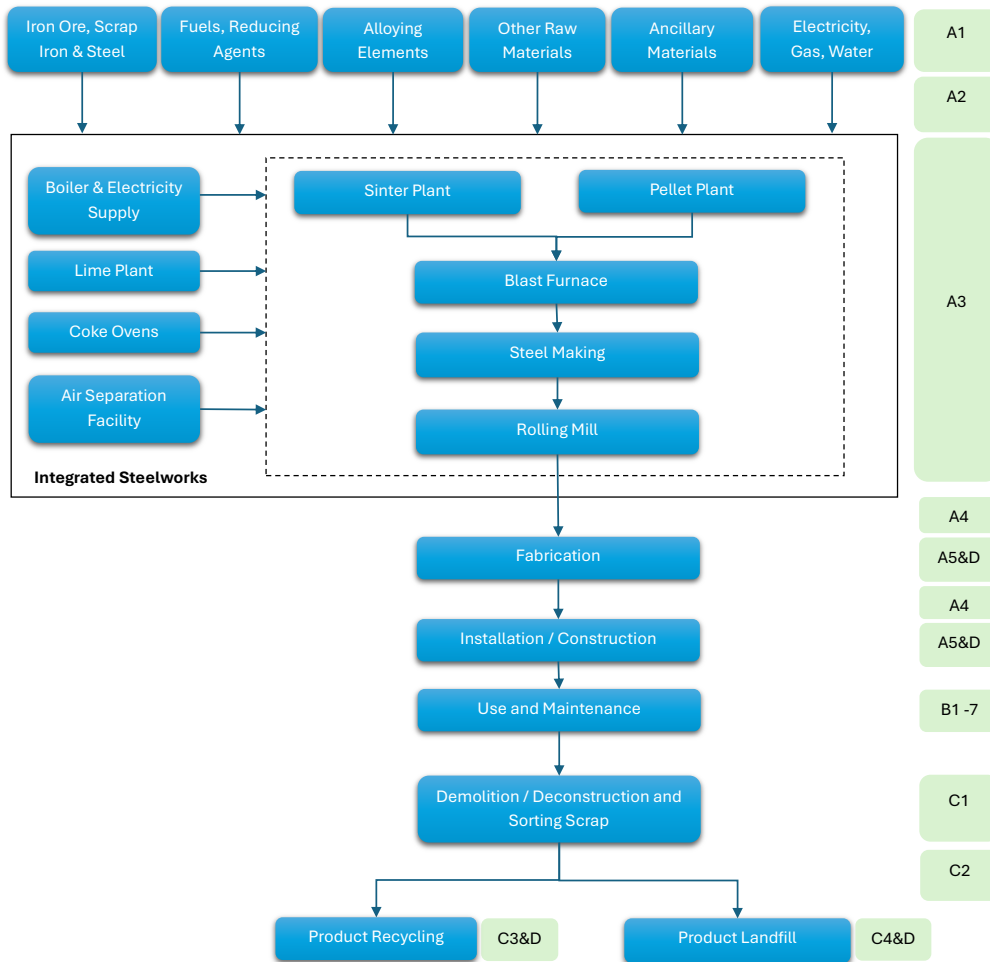 Iron Ore, Scrap
Iron & Steel
Fuels, Reducing
Agents
Alloying
Elements
Other Raw
Materials
Ancillary
Materials
Electricity,
Gas, Water
A1
A2
Boiler & Electricity
Supply
Sinter Plant
Pellet Plant
Lime Plant
Blast Furnace
A3
Coke Ovens
Steel Making
Air Separation
Facility
Rolling Mill
Integrated Steelworks
A4
Fabrication
A5&D
A4
Installation / Construction
A5&D
Use and Maintenance
B1 -7
Demolition / Deconstruction and
Sorting Scrap
C1
C2
Product Recycling
C3&D
Product Landfill
C4&D